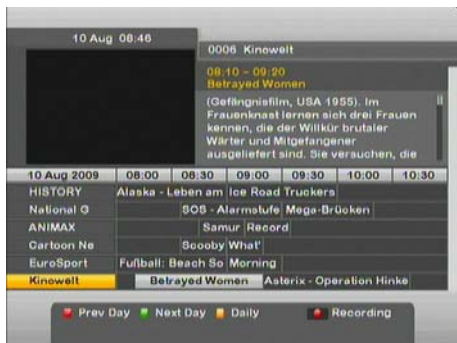 10 Aug 08:46
0006 Kinowelt
08:10 - 09:20
Betrayed Women
(Gefängnisfilm, USA 1955). Im
Frauenknast lernen sich drei Frauen
kennen, die der Willkür brutaler
Wärter und Mitgefangener
ausgeliefert sind. Sie versuchen, die
10 Aug 2009 08:00 08:30 09:00 09:30 10:00 10:30
HISTORY Alaska - Leben am Ice Road Truckers
National G SOS - Alarmstufe Mega-Brücken
ANIMAX Samur Record
Cartoon Ne Scooby What'
EuroSport Fußball: Beach So Morning
Kinowelt Betrayed Women Asterix - Operation Hinke
Prev Day Next Day Daily Recording